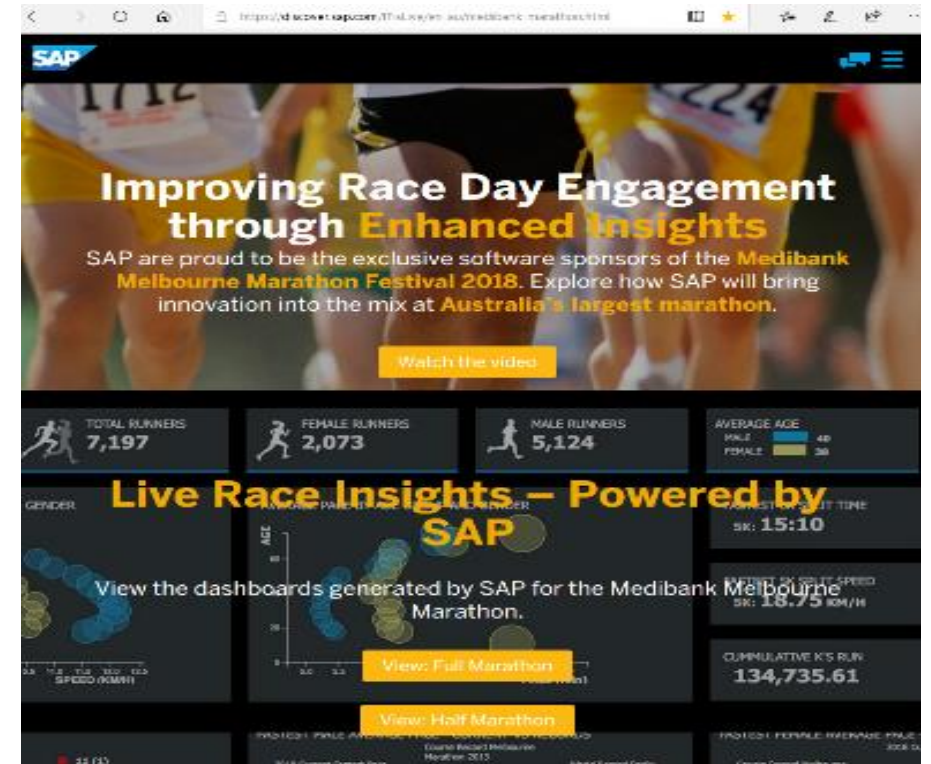 SAP
1712
2224
Improving Race Day Engagement
through Enhanced Insights
SAP are proud to be the exclusive software sponsors of the Medibank
Melbourne Marathon Festival 2018. Explore how SAP will bring
innovation into the mix at Australia's largest marathon.
Watch the video
TOTAL RUNNERS
7,197
FEMALE RUNNERS
2,073
MALE RUNNERS
5,124
AVERAGE AGE
MALE 40
FEMALE
GENDER
Live Race Insights – Powered by
SAP
AGE
5K: 15:10
View the dashboards generated by SAP for the Medibank Melbourne
Marathon.
5K: 18.75 KM/H
View: Full Marathon
SPEED (KM/H)
CUMMULATIVE K'S RUN
134,735.61
View: Half Marathon